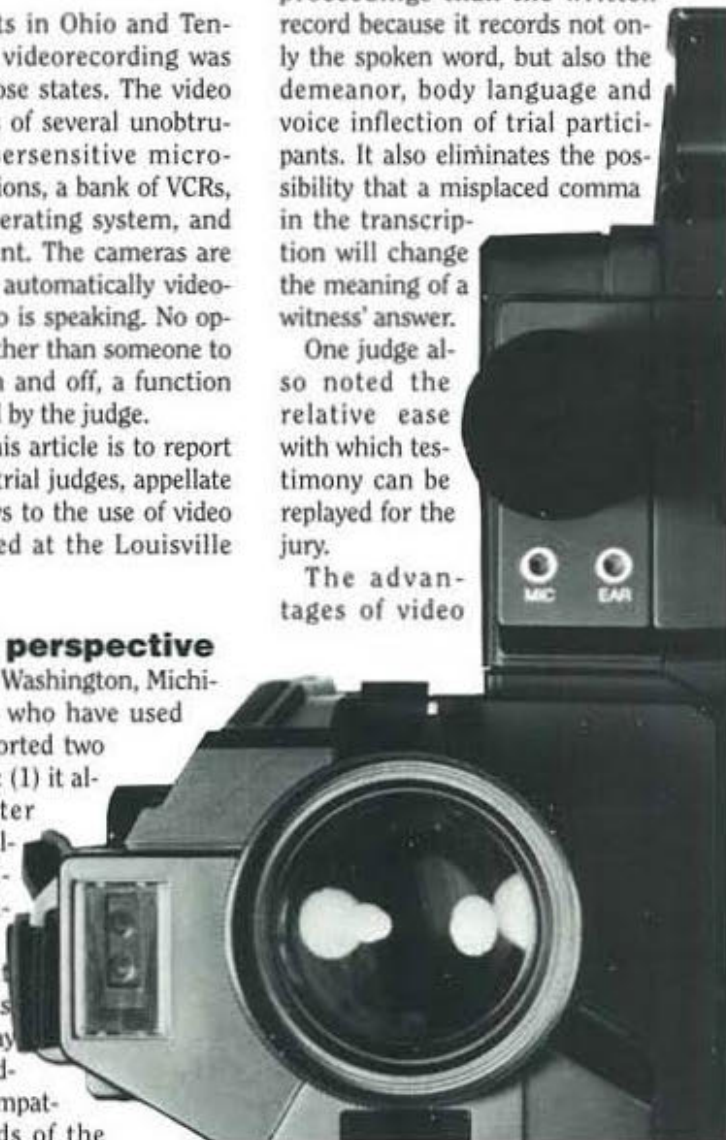 ts in Ohio and Ten-
videorecording was
ose states. The video
of several unobtru-
ersensitive micro-
ions, a bank of VCRs,
erating system, and
nt. The cameras are
automatically video-
o is speaking. No op-
ther than someone to
n and off, a function
l by the judge.
his article is to report
trial judges, appellate
s to the use of video
ed at the Louisville
perspective
Washington, Michi-
who have used
orted two
: (1) it al-
ter
l-
-
-
t
s
ay
d-
mpat-
ds of the
record because it records not on-
ly the spoken word, but also the
demeanor, body language and
voice inflection of trial partici-
pants. It also eliminates the pos-
sibility that a misplaced comma
in the transcrip-
tion will change
the meaning of a
witness' answer.
One judge al-
so noted the
relative ease
with which tes-
timony can be
replayed for the
jury.
The advan-
tages of video
MIC EAR